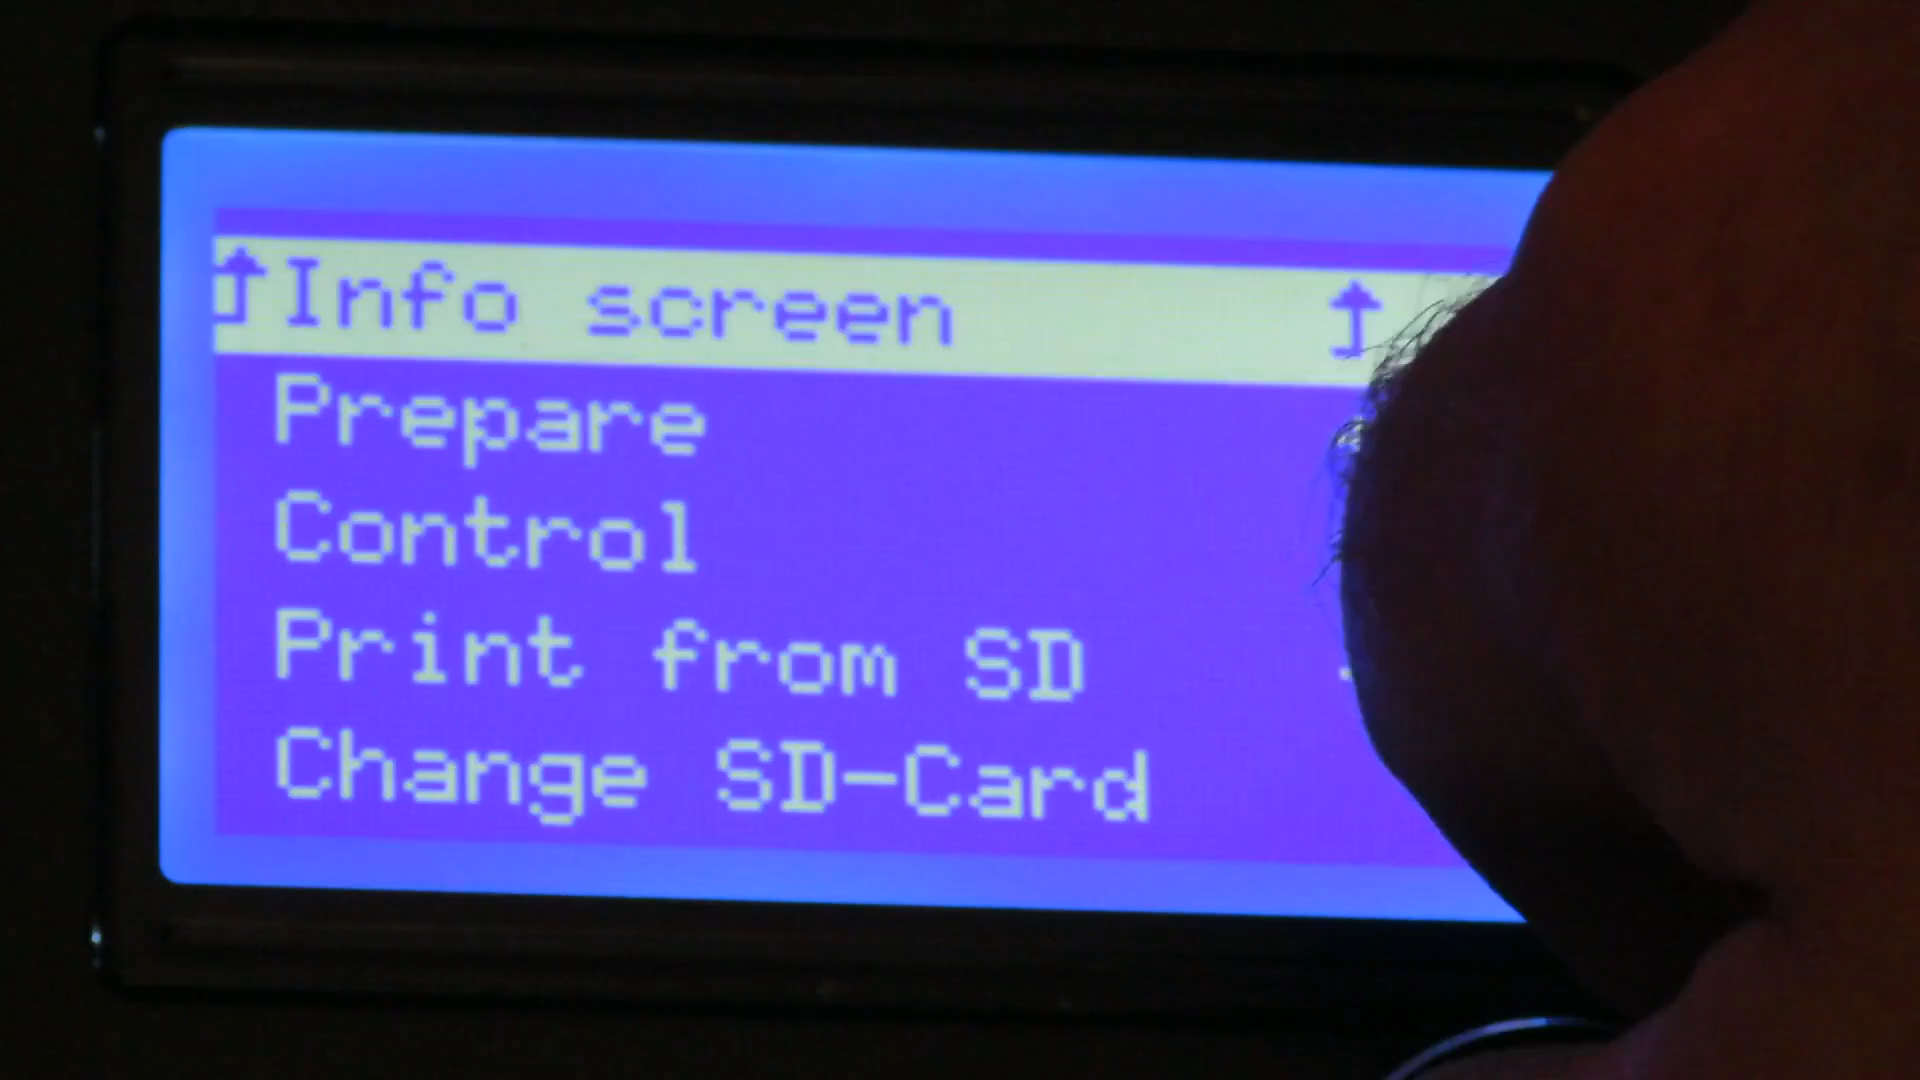 Info screen
Prepare
Control
Print from SD
Change SD-Card